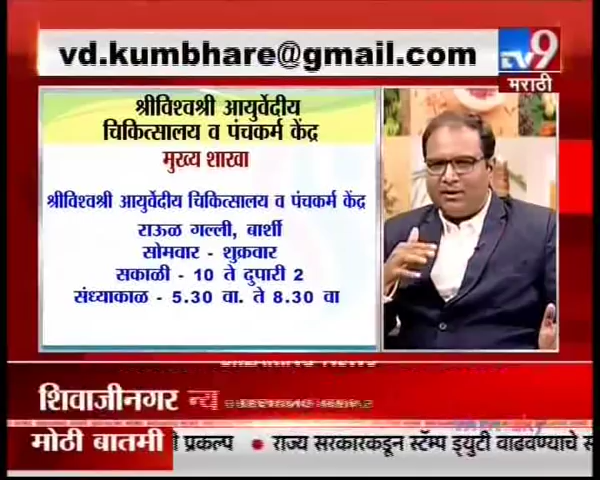 vd.kumbhare@gmail.com
TV9
मराठी
श्रीविश्वश्री आयुर्वेदीय
चिकित्सालय व पंचकर्म केंद्र
मुख्य शाखा
श्रीविश्वश्री आयुर्वेदीय चिकित्सालय व पंचकर्म केंद्र
राऊळ गल्ली, बार्शी
सोमवार - शुक्रवार
सकाळी - 10 ते दुपारी 2
संध्याकाळ - 5.30 वा. ते 8.30 वा
शिवाजीनगर
मोठी बातमी
प्रकल्प • राज्य सरकारकडून स्टॅम्प ड्युटी वाढवण्याचे